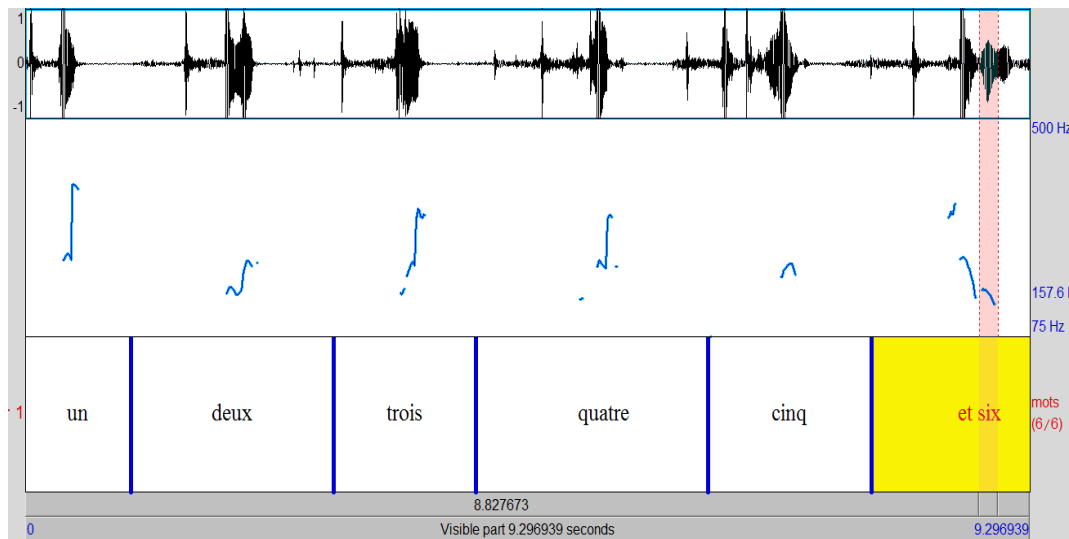 1
0
-1
500 Hz
157.6
75 Hz
un deux trois quatre cinq et six
1
mots
(6/6)
8.827673
0 Visible part 9.296939 seconds 9.296939